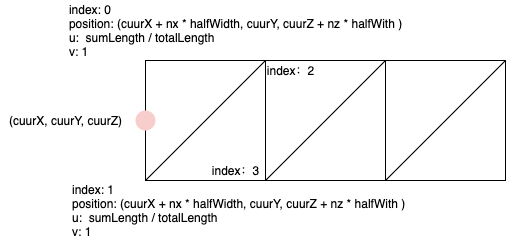 index: 0
position: (cuurX + nx * halfWidth, cuurY, cuurZ + nz * halfWith )
u:  sumLength / totalLength
v: 1
index: 2
(cuurX, cuurY, cuurZ)
index: 3
index: 1
position: (cuurX + nx * halfWidth, cuurY, cuurZ + nz * halfWith )
u:  sumLength / totalLength
v: 1